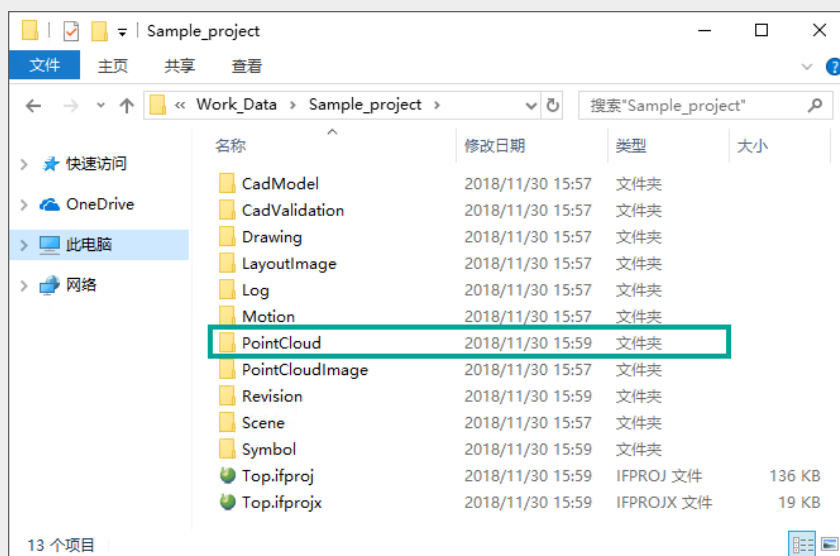 Sample_project
文件 主页 共享 查看
« Work_Data › Sample_project › 搜索"Sample_project"
名称 修改日期 类型 大小
快速访问
OneDrive
此电脑
网络
CadModel 2018/11/30 15:57 文件夹
CadValidation 2018/11/30 15:57 文件夹
Drawing 2018/11/30 15:57 文件夹
LayoutImage 2018/11/30 15:57 文件夹
Log 2018/11/30 15:57 文件夹
Motion 2018/11/30 15:57 文件夹
PointCloud 2018/11/30 15:59 文件夹
PointCloudImage 2018/11/30 15:57 文件夹
Revision 2018/11/30 15:59 文件夹
Scene 2018/11/30 15:57 文件夹
Symbol 2018/11/30 15:59 文件夹
Top.ifproj 2018/11/30 15:59 IFPROJ 文件 136 KB
Top.ifprojx 2018/11/30 15:59 IFPROJX 文件 19 KB
13 个项目